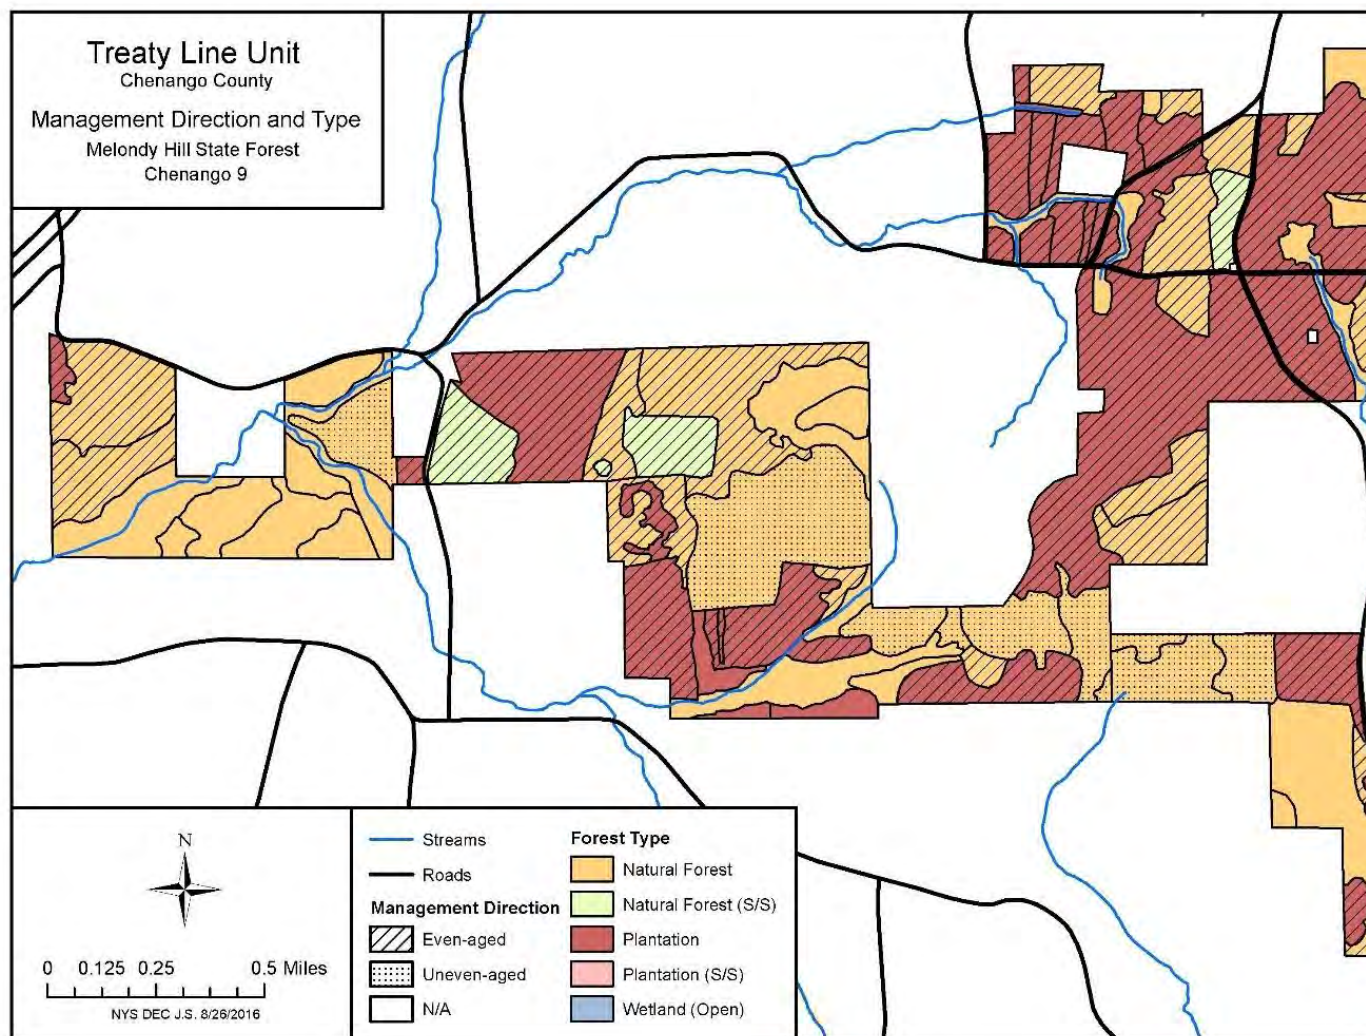 Treaty Line Unit
Chenango County
Management Direction and Type
Melondy Hill State Forest
Chenango 9
N
0 0.125 0.25 0.5 Miles
NYS DEC J.S. 8/26/2016
Streams
Roads
Management Direction
Even-aged
Uneven-aged
N/A
Forest Type
Natural Forest
Natural Forest (S/S)
Plantation
Plantation (S/S)
Wetland (Open)